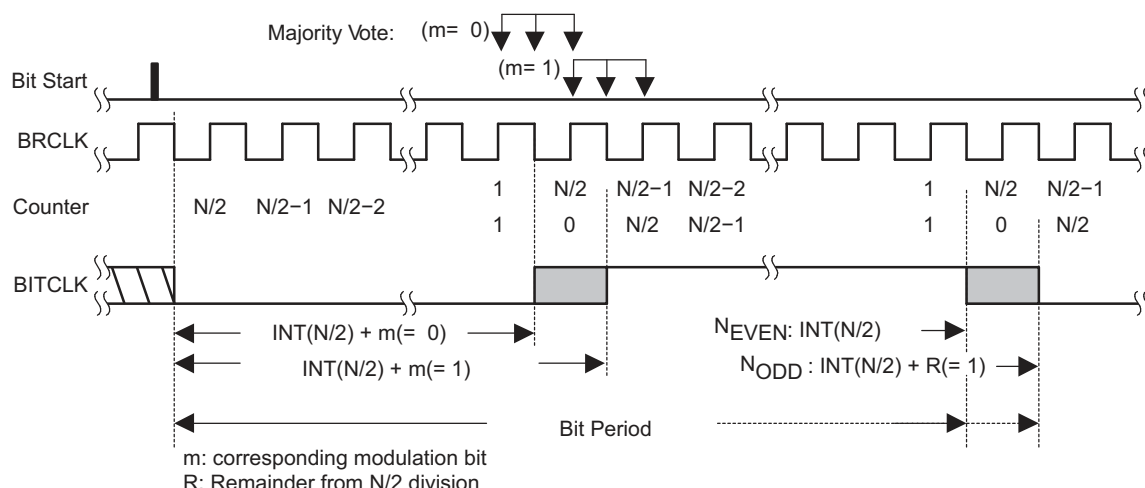 Majority Vote: (m= 0)
(m= 1)
Bit Start
BRCLK
1 N/2 N/2−1 N/2−2 1 N/2 N/2−1
Counter N/2 N/2−1 N/2−2
1 0 N/2 N/2−1 1 0 N/2
BITCLK
INT(N/2) + m(= 0) NEVEN: INT(N/2)
INT(N/2) + m(= 1) NODD : INT(N/2) + R(= 1)
Bit Period
m: corresponding modulation bit
R: Remainder from N/2 division